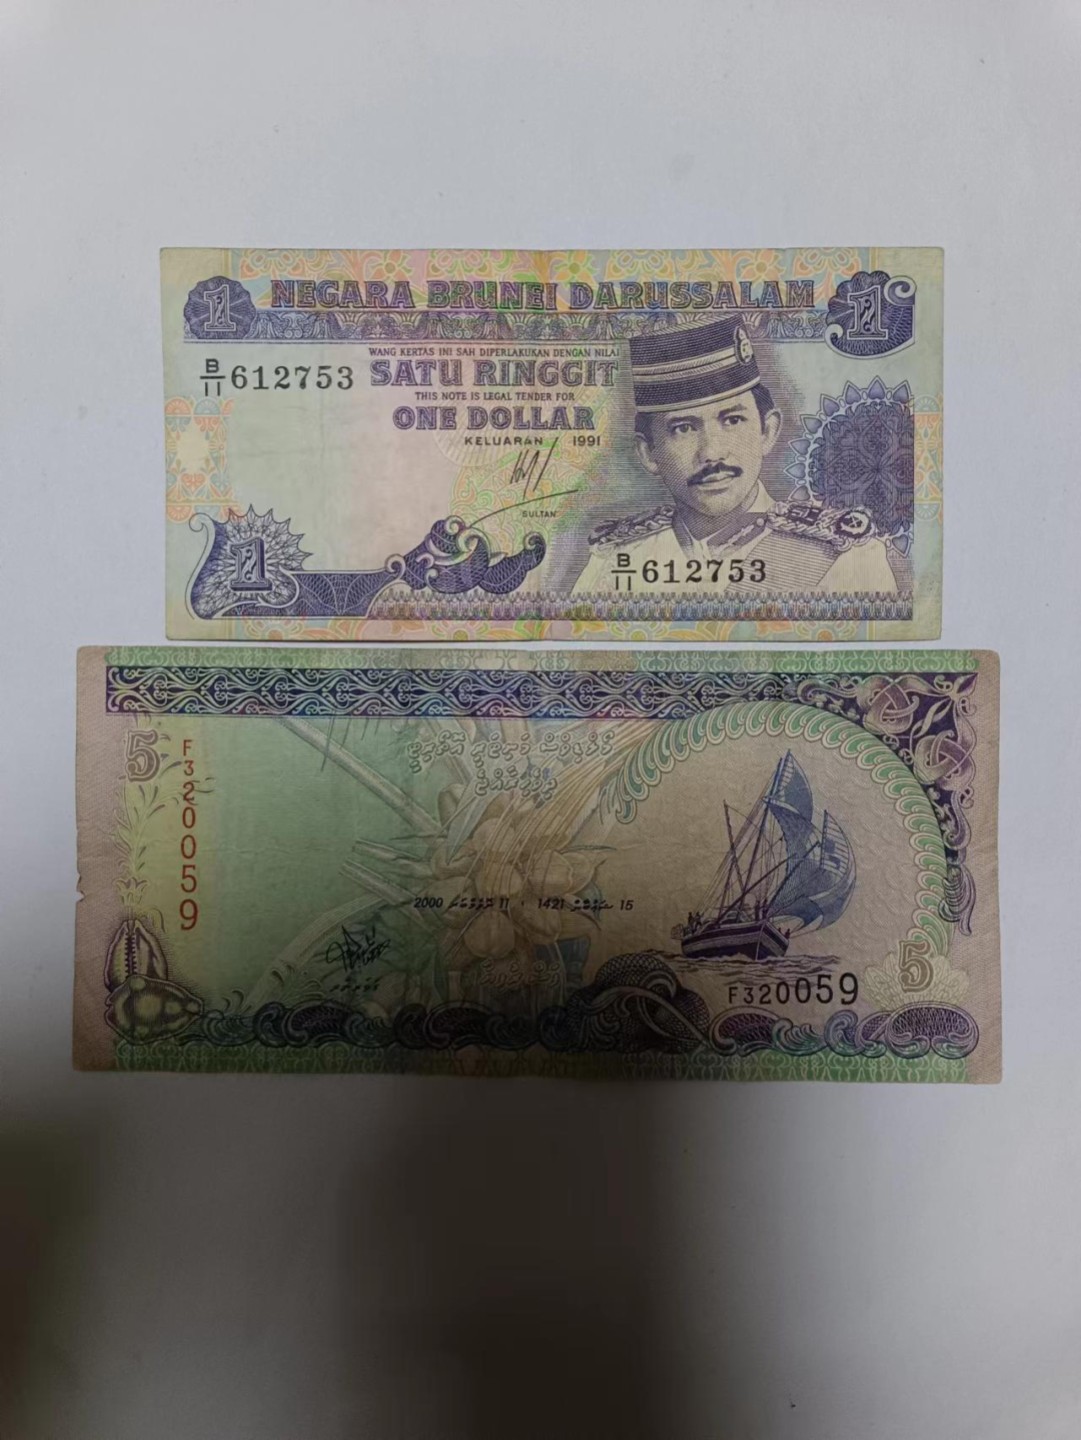 1
NEGARA BRUNEI DARUSSALAM
1
WANG KERTAS INI SAH DIPERLAKUKAN DENGAN NILAI
B/11 612753
SATU RINGGIT
THIS NOTE IS LEGAL TENDER FOR
ONE DOLLAR
KELUARAN 1991
SULTAN
1
B/11 612753
5
F320059
2000
1421
15
11
5
F320059